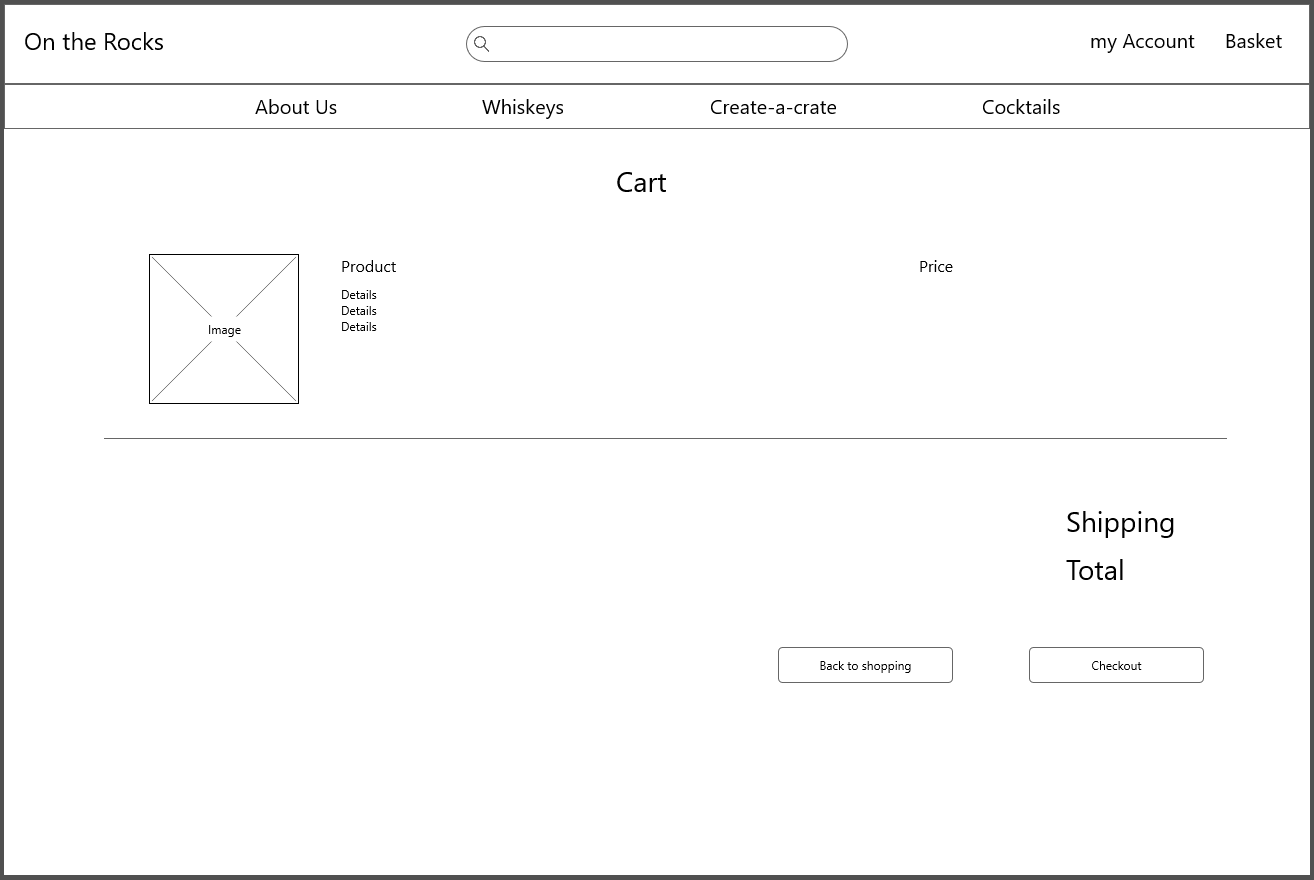 On the Rocks
my Account
Basket
About Us
Whiskeys
Create-a-crate
Cocktails
Cart
Image
Product
Details
Details
Details
Price
Shipping
Total
Back to shopping
Checkout